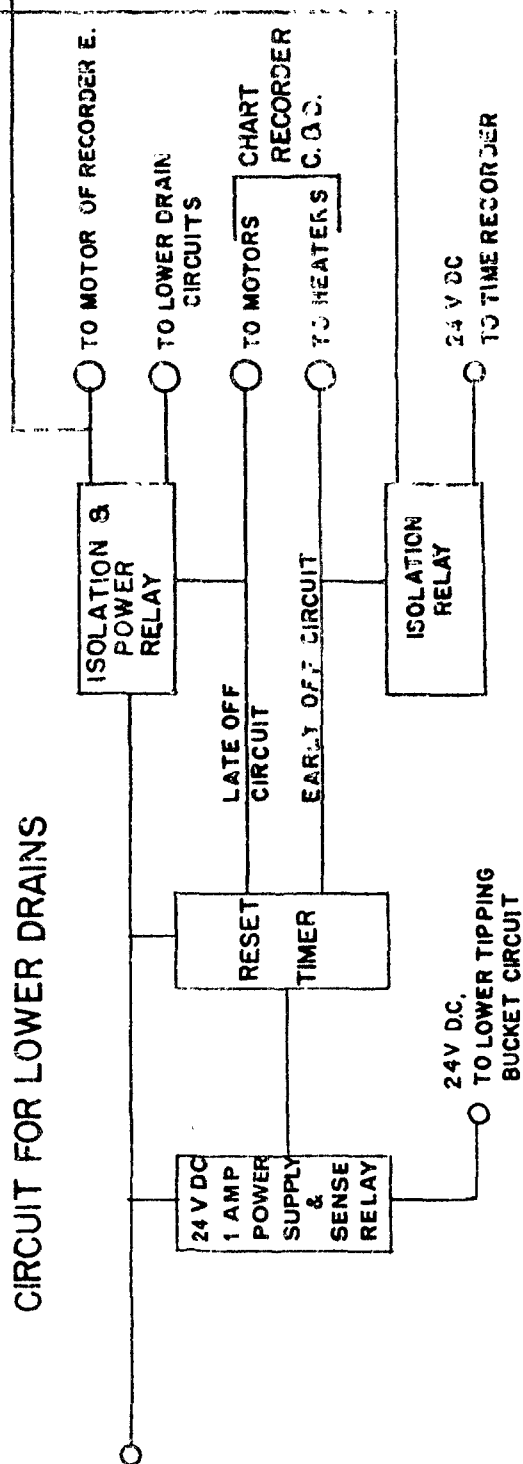 CIRCUIT FOR LOWER DRAINS
24 V DC
1 AMP
POWER
SUPPLY
&
SENSE
RELAY
24V D.C.
TO LOWER TIPPING
BUCKET CIRCUIT
RESET
TIMER
LATE OFF
CIRCUIT
EARLY OFF CIRCUIT
ISOLATION &
POWER
RELAY
ISOLATION
RELAY
TO MOTOR OF RECORDER E.
TO LOWER DRAIN
CIRCUITS
TO MOTORS
TO HEATERS
CHART
RECORDER
24 V DC
TO TIME RECORDER